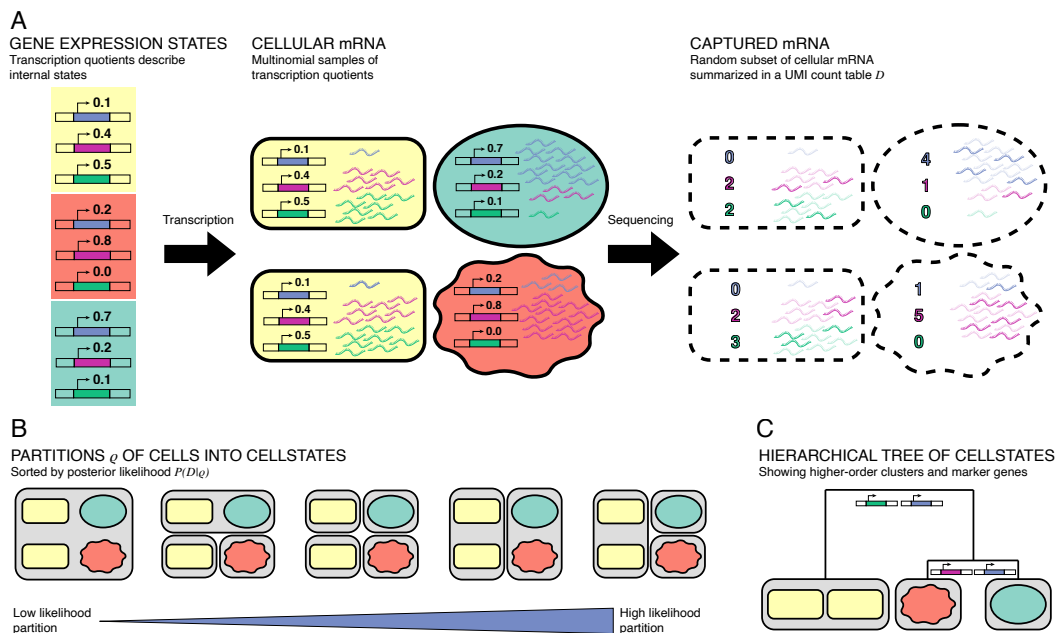 A
GENE EXPRESSION STATES
Transcription quotients describe
internal states
0.1
0.4
0.5
0.2
0.8
0.0
0.7
0.2
0.1
Transcription
CELLULAR mRNA
Multinomial samples of
transcription quotients
0.1
0.4
0.5
0.7
0.2
0.1
0.1
0.4
0.5
0.2
0.8
0.0
Sequencing
CAPTURED mRNA
Random subset of cellular mRNA
summarized in a UMI count table D
0
2
2
4
1
0
0
2
3
1
5
0
B
PARTITIONS ϱ OF CELLS INTO CELLSTATES
Sorted by posterior likelihood P(D|ϱ)
Low likelihood
partition
High likelihood
partition
C
HIERARCHICAL TREE OF CELLSTATES
Showing higher-order clusters and marker genes